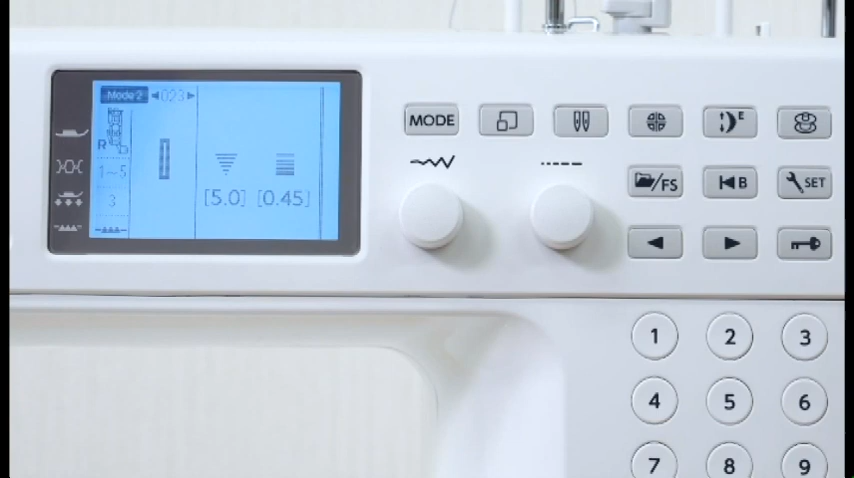 Mode 2 ◀023▶
R
1~5
3
[5.0] [0.45]
MODE
E
/FS
B
SET
1 2 3
4 5 6
7 8 9